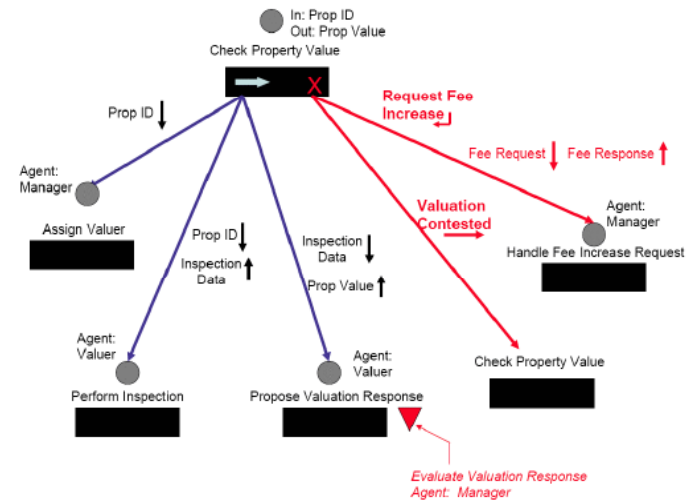 In: Prop ID
Out: Prop Value
Check Property Value
X
Request Fee
Increase
Prop ID
Fee Request
Fee Response
Agent:
Manager
Assign Valuer
Valuation
Contested
Agent:
Manager
Handle Fee Increase Request
Prop ID
Inspection
Data
Inspection
Data
Prop Value
Agent:
Valuer
Perform Inspection
Agent:
Valuer
Propose Valuation Response
Check Property Value
Evaluate Valuation Response
Agent: Manager